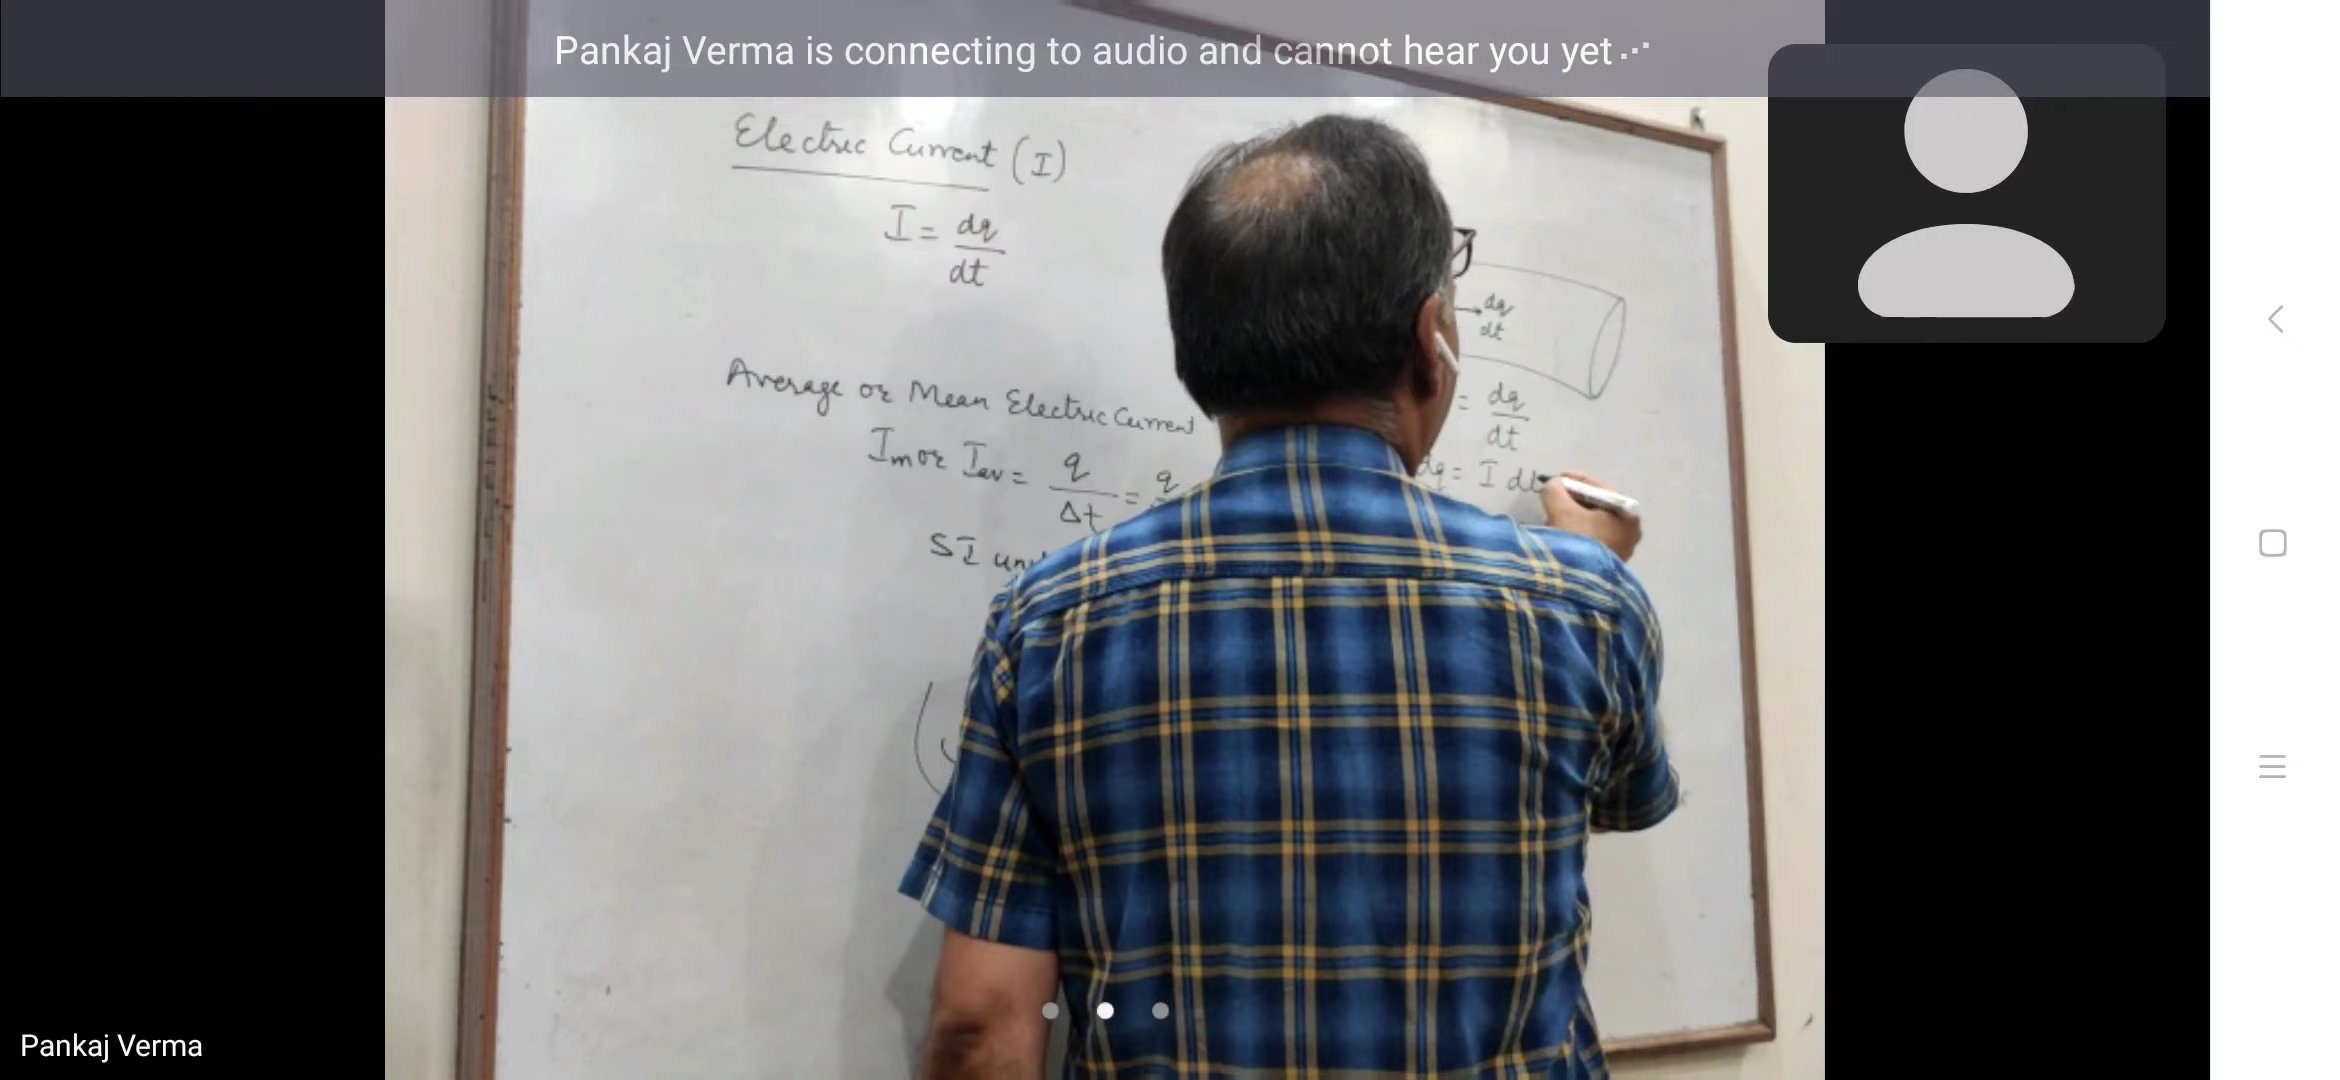 Pankaj Verma is connecting to audio and cannot hear you yet
Electric Current (I)
I = dq/dt
Average or Mean Electric Current
Im or Iav = q/Δt = q
SI
dq
dt
= dq/dt
dq = I dt
Pankaj Verma